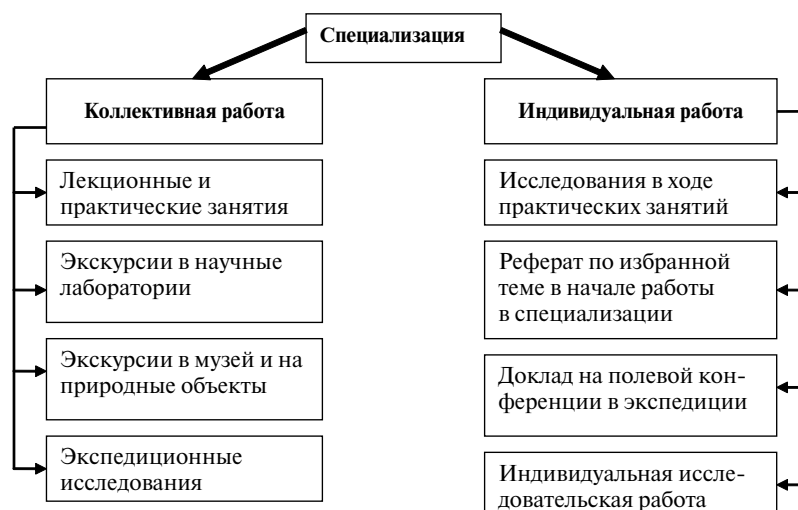 Специализация
Коллективная работа
Лекционные и
практические занятия
Экскурсии в научные
лаборатории
Экскурсии в музей и на
природные объекты
Экспедиционные
исследования
Индивидуальная работа
Исследования в ходе
практических занятий
Реферат по избранной
теме в начале работы
в специализации
Доклад на полевой кон-
ференции в экспедиции
Индивидуальная иссле-
довательская работа